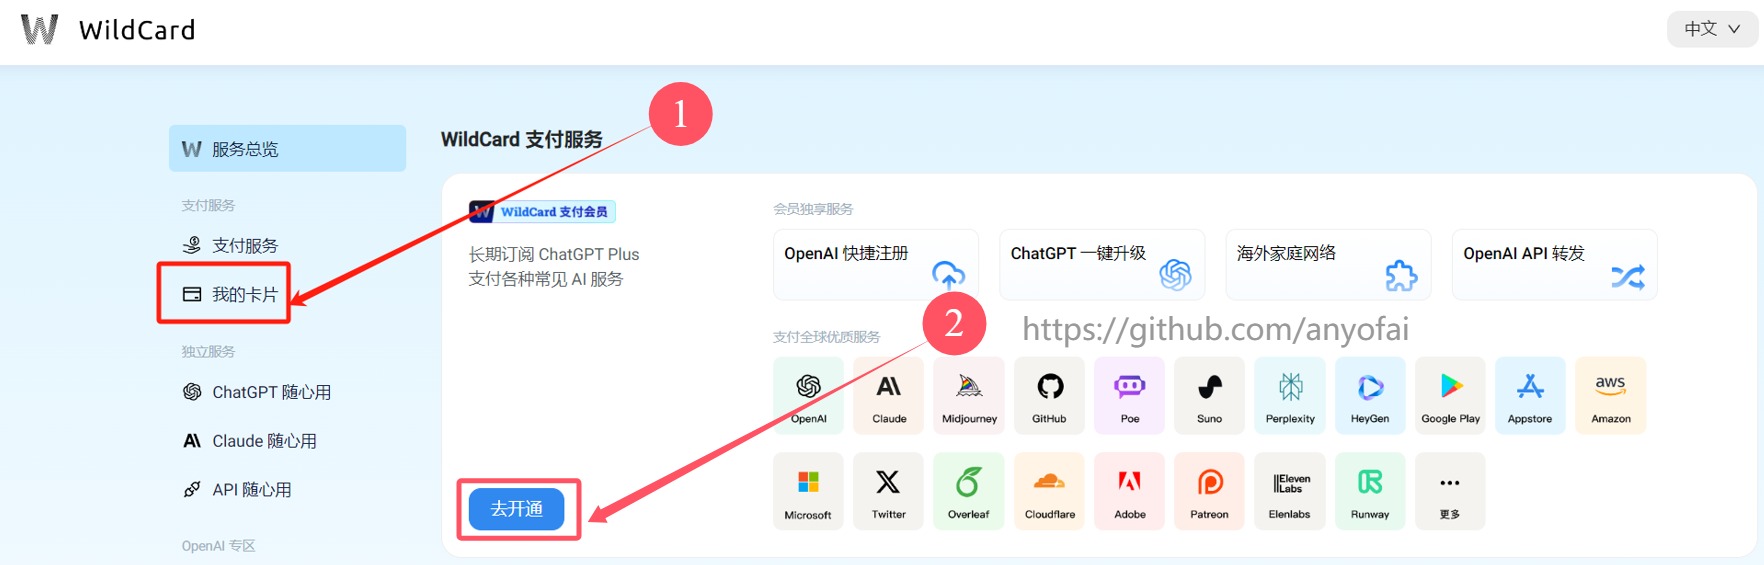 WildCard
中文
服务总览
支付服务
支付服务
我的卡片
独立服务
ChatGPT 随心用
Claude 随心用
API 随心用
OpenAI 专区
1
WildCard 支付服务
W WildCard 支付会员
长期订阅 ChatGPT Plus
支付各种常见 AI 服务
去开通
会员独享服务
OpenAI 快捷注册
ChatGPT 一键升级
海外家庭网络
OpenAI API 转发
2
https://github.com/anyofai
支付全球优质服务
OpenAI
Claude
Midjourney
GitHub
Poe
Suno
Perplexity
HeyGen
Google Play
Appstore
aws
Amazon
Microsoft
Twitter
Overleaf
Cloudflare
Adobe
Patreon
IIEleven
Labs
Elenlabs
Runway
更多